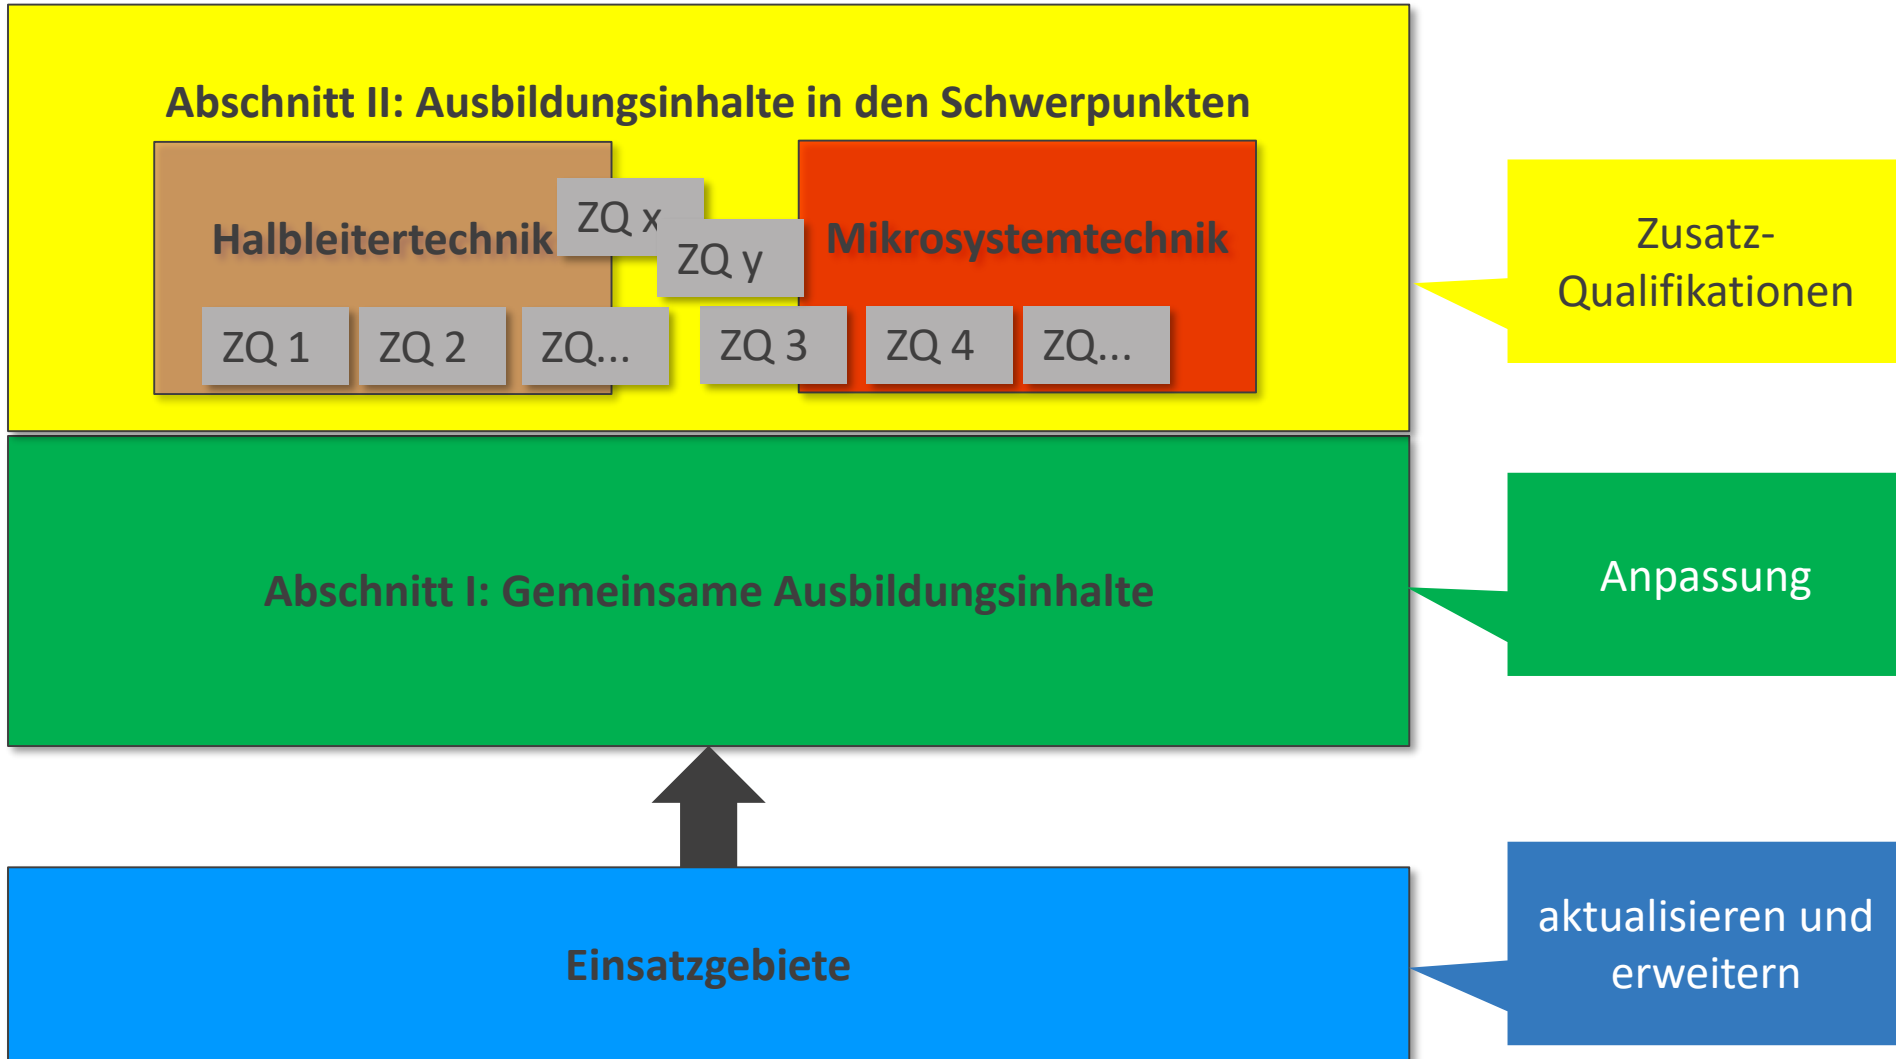 Abschnitt II: Ausbildungsinhalte in den Schwerpunkten
Halbleitertechnik
ZQ x
ZQ y
Mikrosystemtechnik
ZQ 1
ZQ 2
ZQ...
ZQ 3
ZQ 4
ZQ...
Zusatz-
Qualifikationen
Abschnitt I: Gemeinsame Ausbildungsinhalte
Anpassung
Einsatzgebiete
aktualisieren und
erweitern